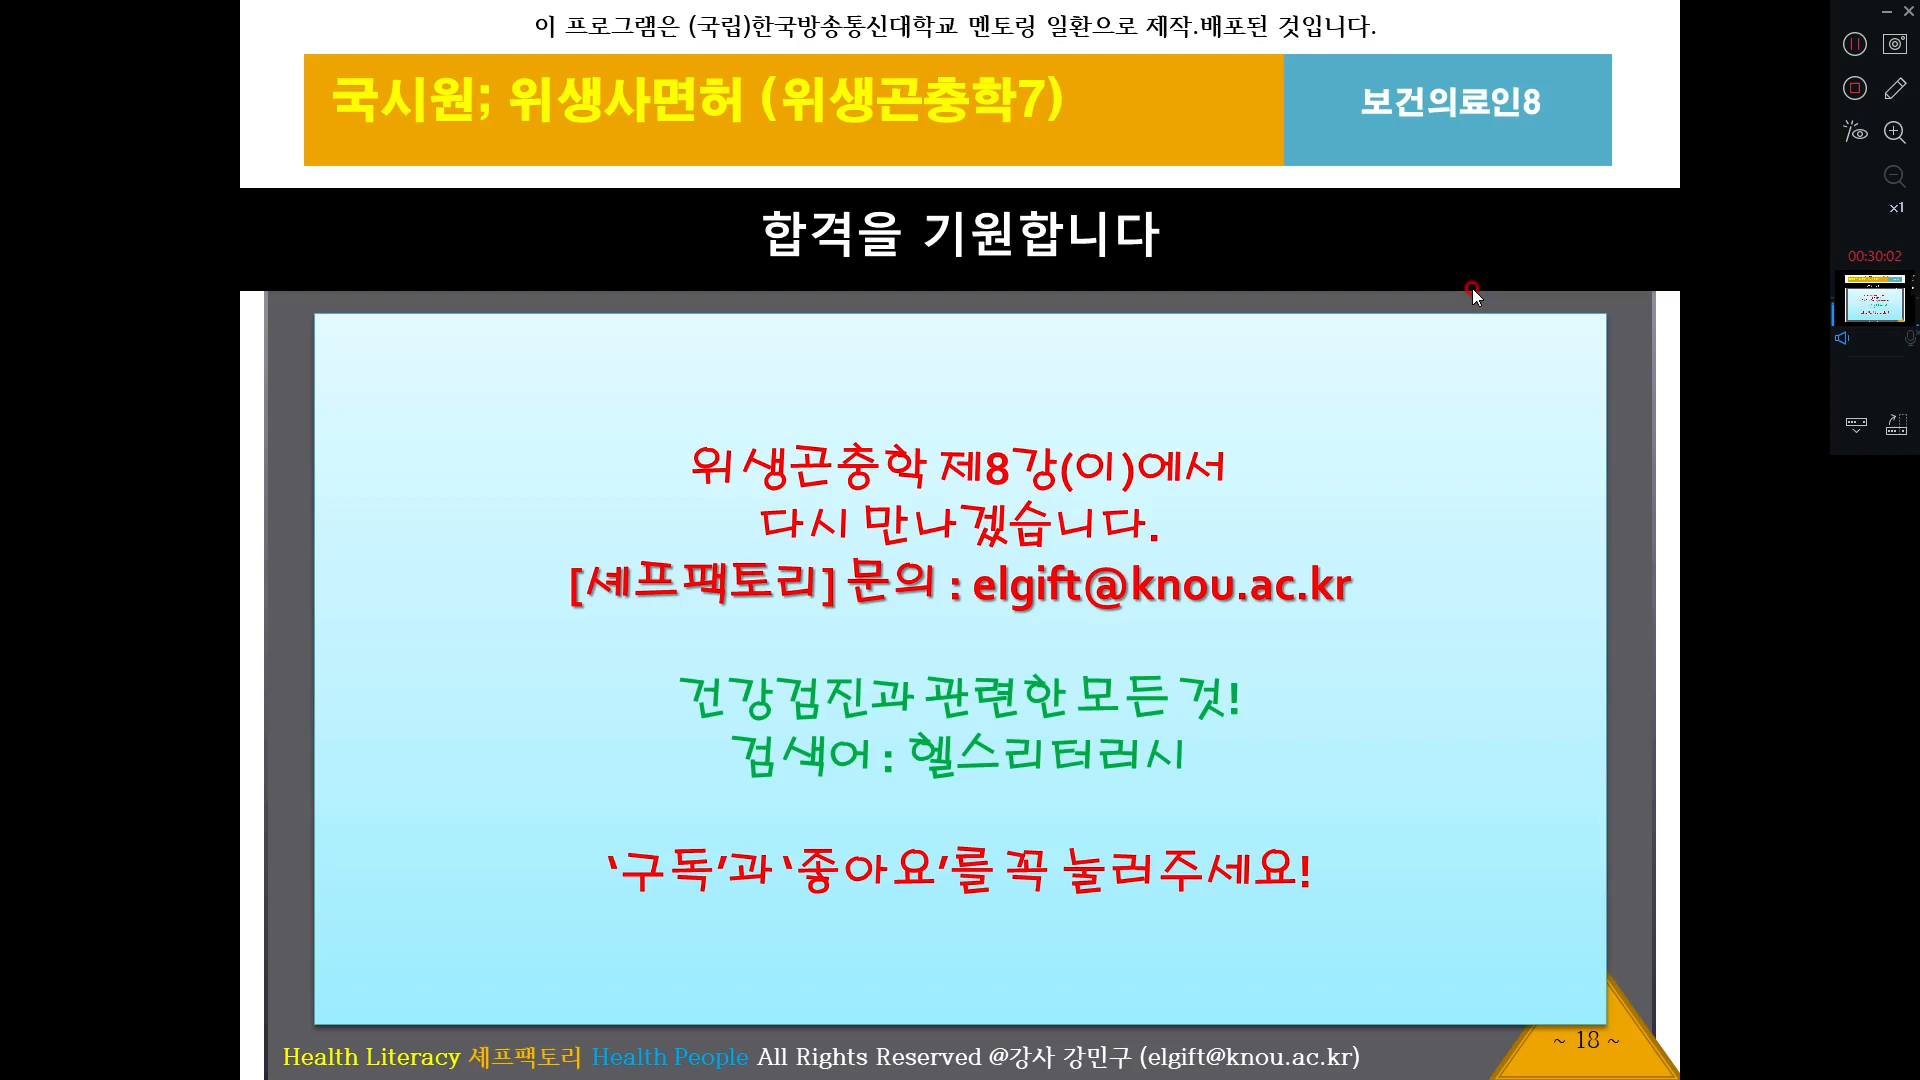 이 프로그램은 (국립)한국방송통신대학교 멘토링 일환으로 제작.배포된 것입니다.
국시원; 위생사면허 (위생곤충학7)
보건의료인8
합격을 기원합니다
x1
00:30:02
위생곤충학 제8강(이)에서
다시 만나겠습니다.
[셰프팩토리] 문의 : elgift@knou.ac.kr
건강검진과 관련한 모든 것!
검색어 : 헬스리터러시
‘구독’과 ‘좋아요’를 꼭 눌러주세요!
~ 18 ~
Health Literacy 셰프팩토리 Health People All Rights Reserved @강사 강민구 (elgift@knou.ac.kr)